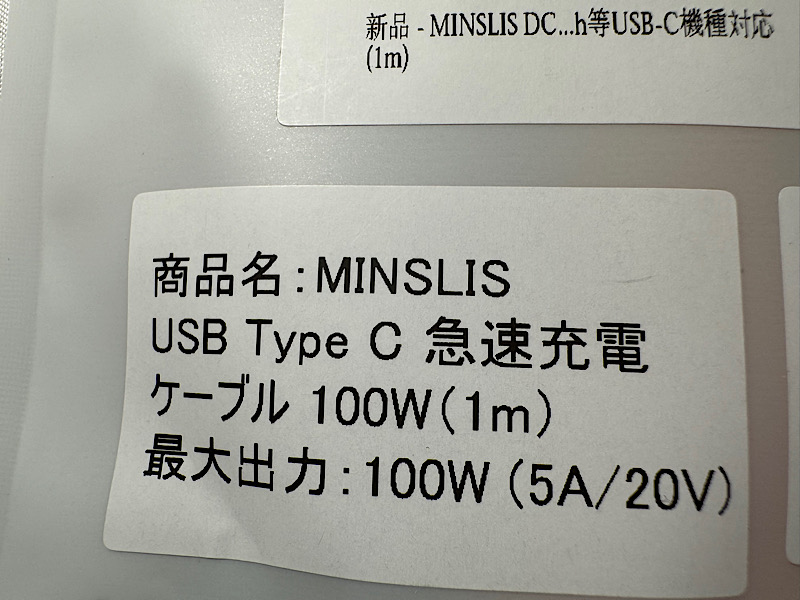 新品 - MINSLIS DC...h等USB-C機種対応
(1m)
商品名：MINSLIS
USB Type C 急速充電
ケーブル 100W(1m)
最大出力：100W (5A/20V)